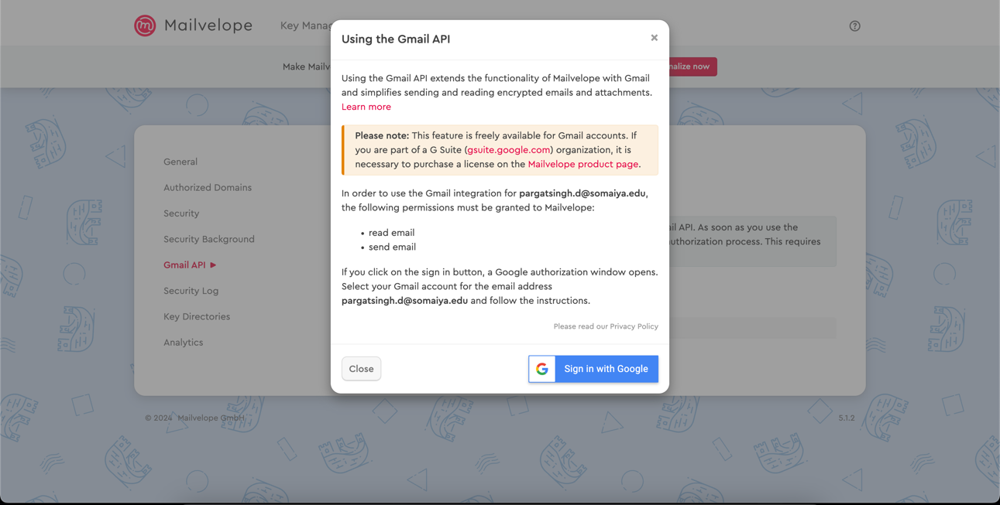 Mailvelope
Key Manag
Using the Gmail API
×
Make Mailv
nalize now
Using the Gmail API extends the functionality of Mailvelope with Gmail
and simplifies sending and reading encrypted emails and attachments.
Learn more
Please note: This feature is freely available for Gmail accounts. If
you are part of a G Suite (gsuite.google.com) organization, it is
necessary to purchase a license on the Mailvelope product page.
In order to use the Gmail integration for pargatsingh.d@somaiya.edu,
the following permissions must be granted to Mailvelope:
• read email
• send email
If you click on the sign in button, a Google authorization window opens.
Select your Gmail account for the email address
pargatsingh.d@somaiya.edu and follow the instructions.
Please read our Privacy Policy
Close
Sign in with Google
General
Authorized Domains
Security
Security Background
Gmail API
Security Log
Key Directories
Analytics
ail API. As soon as you use the
uthorization process. This requires
© 2024 Mailvelope GmbH
5.1.2